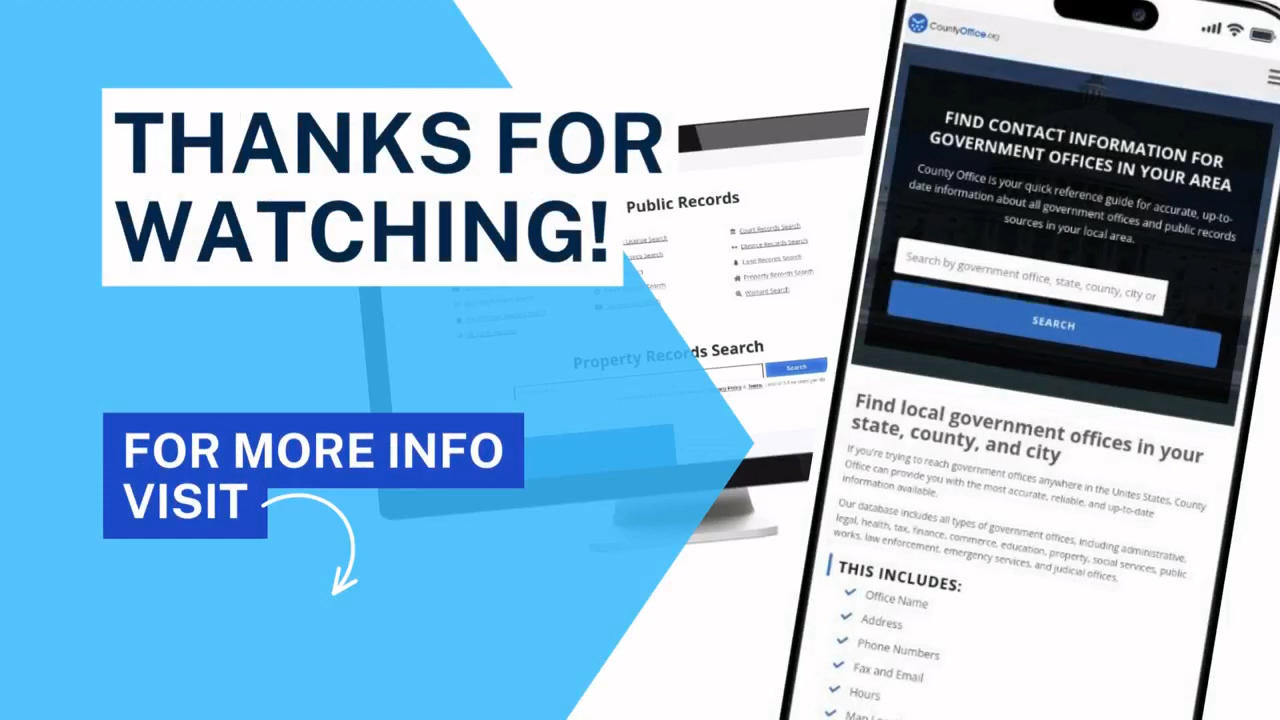 THANKS FOR
WATCHING!
FOR MORE INFO
VISIT
Public Records
License Search
Court Records Search
Divorce Records Search
Land Records Search
Property Records Search
Warrant Search
Property Records Search
Search
CountyOffice.org
FIND CONTACT INFORMATION FOR
GOVERNMENT OFFICES IN YOUR AREA
County Office is your quick reference guide for accurate, up-to-
date information about all government offices and public records
sources in your local area.
Search by government office, state, county, city or
SEARCH
Find local government offices in your
state, county, and city
If you're trying to reach government offices anywhere in the Unites States, County
Office can provide you with the most accurate, reliable, and up-to-date
information available.
Our database includes all types of government offices, including administrative,
legal, health, tax, finance, commerce, education, property, social services, public
works, law enforcement, emergency services, and judicial offices.
THIS INCLUDES:
Office Name
Address
Phone Numbers
Fax and Email
Hours